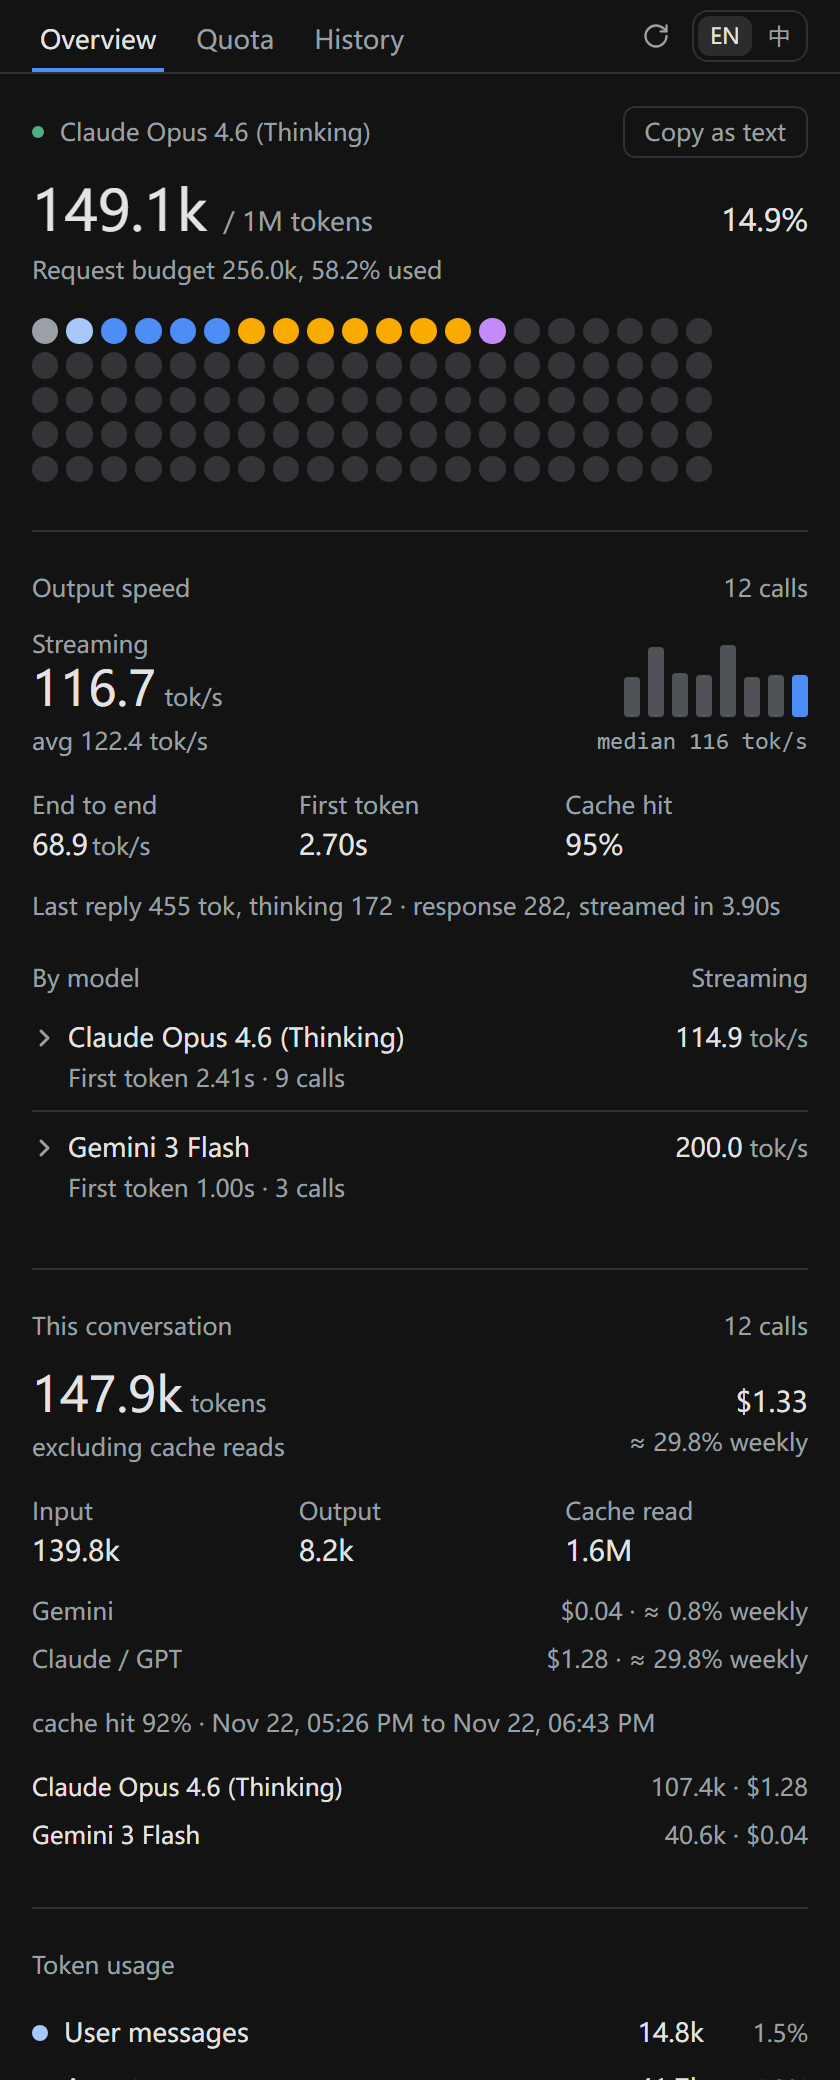 Overview Quota History EN 中
Claude Opus 4.6 (Thinking) Copy as text
149.1k / 1M tokens 14.9%
Request budget 256.0k, 58.2% used
Output speed 12 calls
Streaming
116.7 tok/s
avg 122.4 tok/s median 116 tok/s
End to end First token Cache hit
68.9 tok/s 2.70s 95%
Last reply 455 tok, thinking 172 · response 282, streamed in 3.90s
By model Streaming
Claude Opus 4.6 (Thinking) 114.9 tok/s
First token 2.41s · 9 calls
Gemini 3 Flash 200.0 tok/s
First token 1.00s · 3 calls
This conversation 12 calls
147.9k tokens $1.33
excluding cache reads ≈ 29.8% weekly
Input Output Cache read
139.8k 8.2k 1.6M
Gemini $0.04 · ≈ 0.8% weekly
Claude / GPT $1.28 · ≈ 29.8% weekly
cache hit 92% · Nov 22, 05:26 PM to Nov 22, 06:43 PM
Claude Opus 4.6 (Thinking) 107.4k · $1.28
Gemini 3 Flash 40.6k · $0.04
Token usage
User messages 14.8k 1.5%